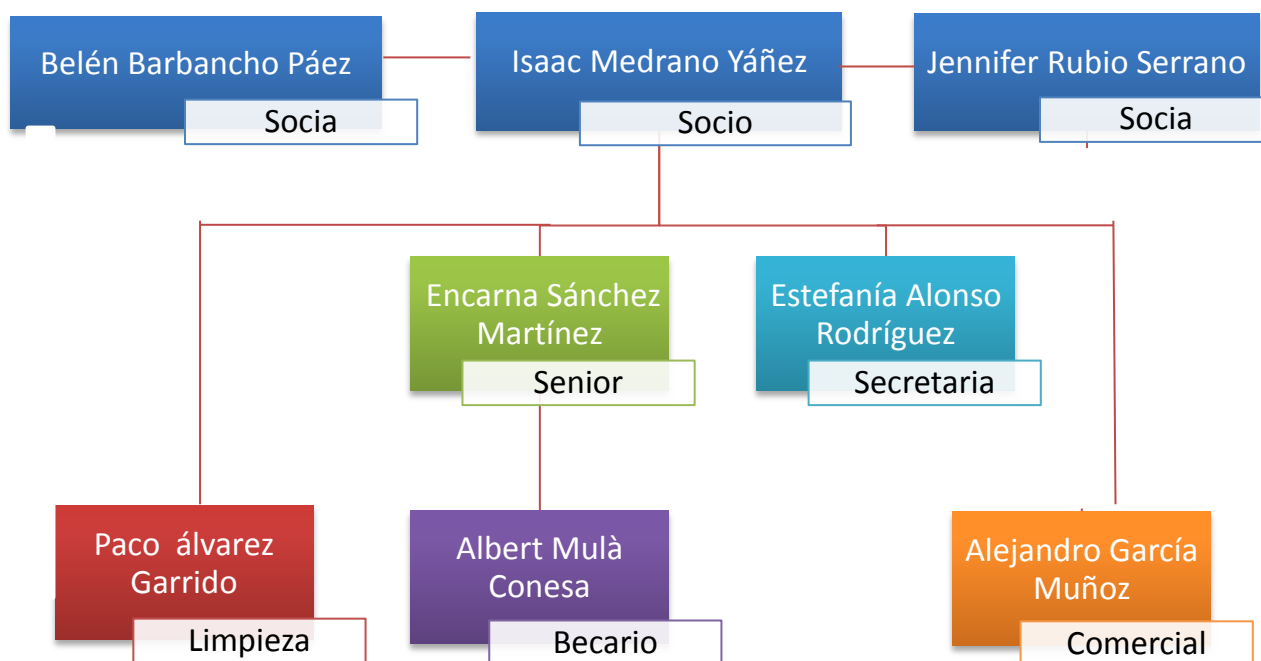 Belén Barbancho Páez
Socia
Isaac Medrano Yáñez
Socio
Jennifer Rubio Serrano
Socia
Encarna Sánchez
Martínez
Senior
Estefanía Alonso
Rodríguez
Secretaria
Paco álvarez
Garrido
Limpieza
Albert Mulà
Conesa
Becario
Alejandro García
Muñoz
Comercial